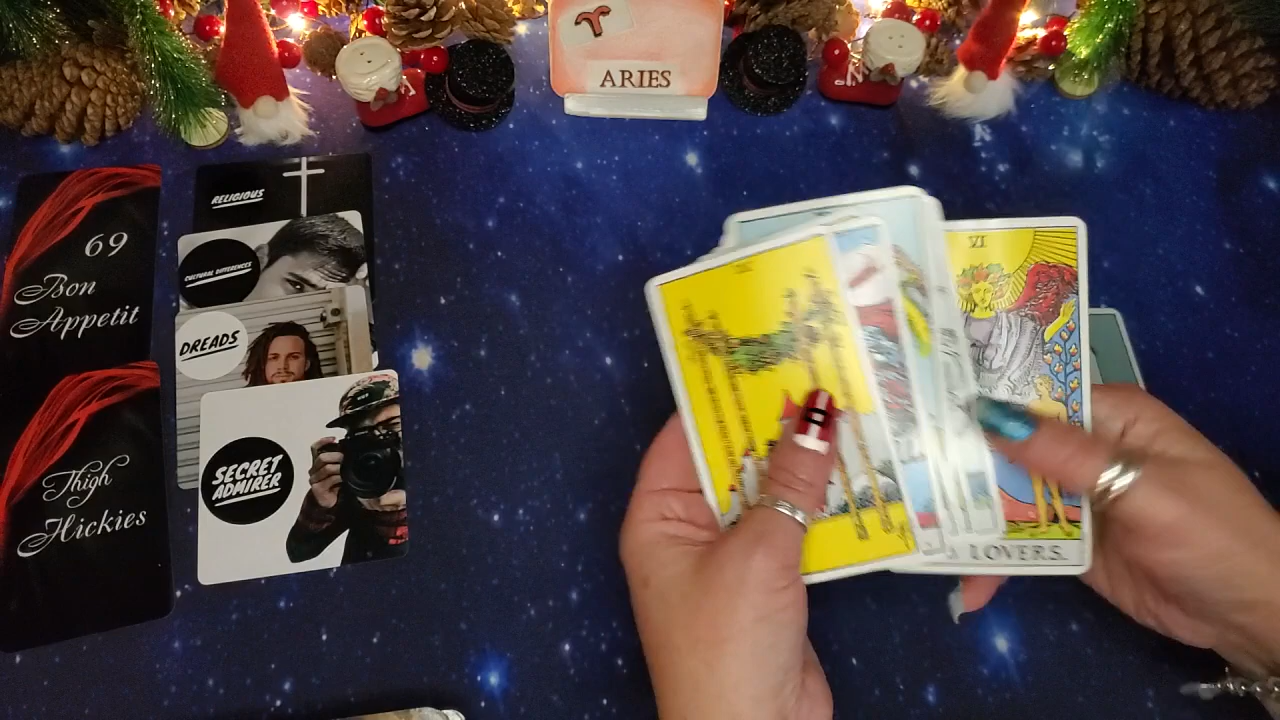 ARIES
69
Bon
Appetit
Thigh
Hickies
RELIGIOUS
CULTURAL DIFFERENCES
DREADS
SECRET
ADMIRER
VI
LOVERS.